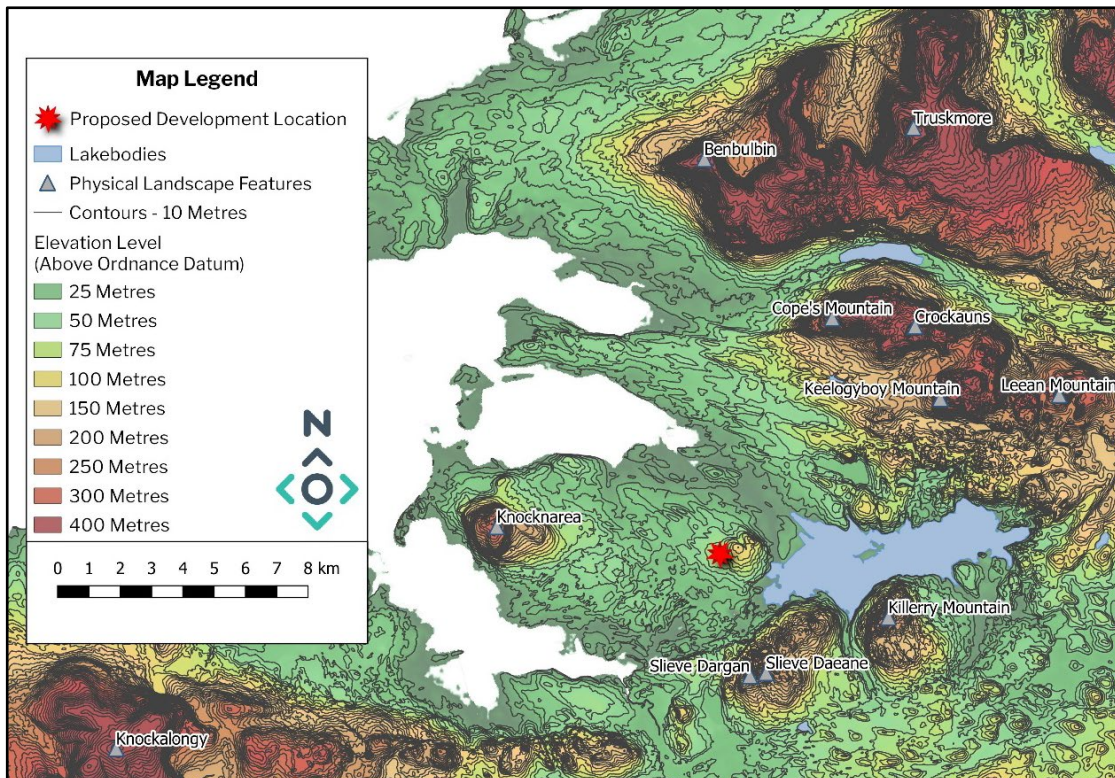 Map Legend
Proposed Development Location
Lakebodies
Physical Landscape Features
Contours - 10 Metres
Elevation Level
(Above Ordnance Datum)
25 Metres
50 Metres
75 Metres
100 Metres
150 Metres
200 Metres
250 Metres
300 Metres
400 Metres
N
0 1 2 3 4 5 6 7 8 km
Truskmore
Benbulbin
Cope's Mountain
Crockauns
Keelogyboy Mountain
Leean Mountain
Knocknarea
Killerry Mountain
Slieve Dargan
Slieve Daeane
Knockalongy